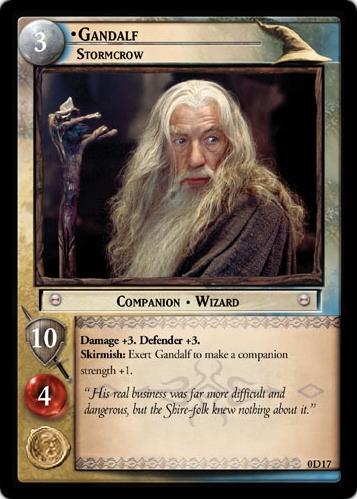 3
•Gandalf
Stormcrow
Companion • Wizard
10
Damage +3. Defender +3.
Skirmish: Exert Gandalf to make a companion
strength +1.
4
“His real business was far more difficult and
dangerous, but the Shire-folk knew nothing about it.”
0D17